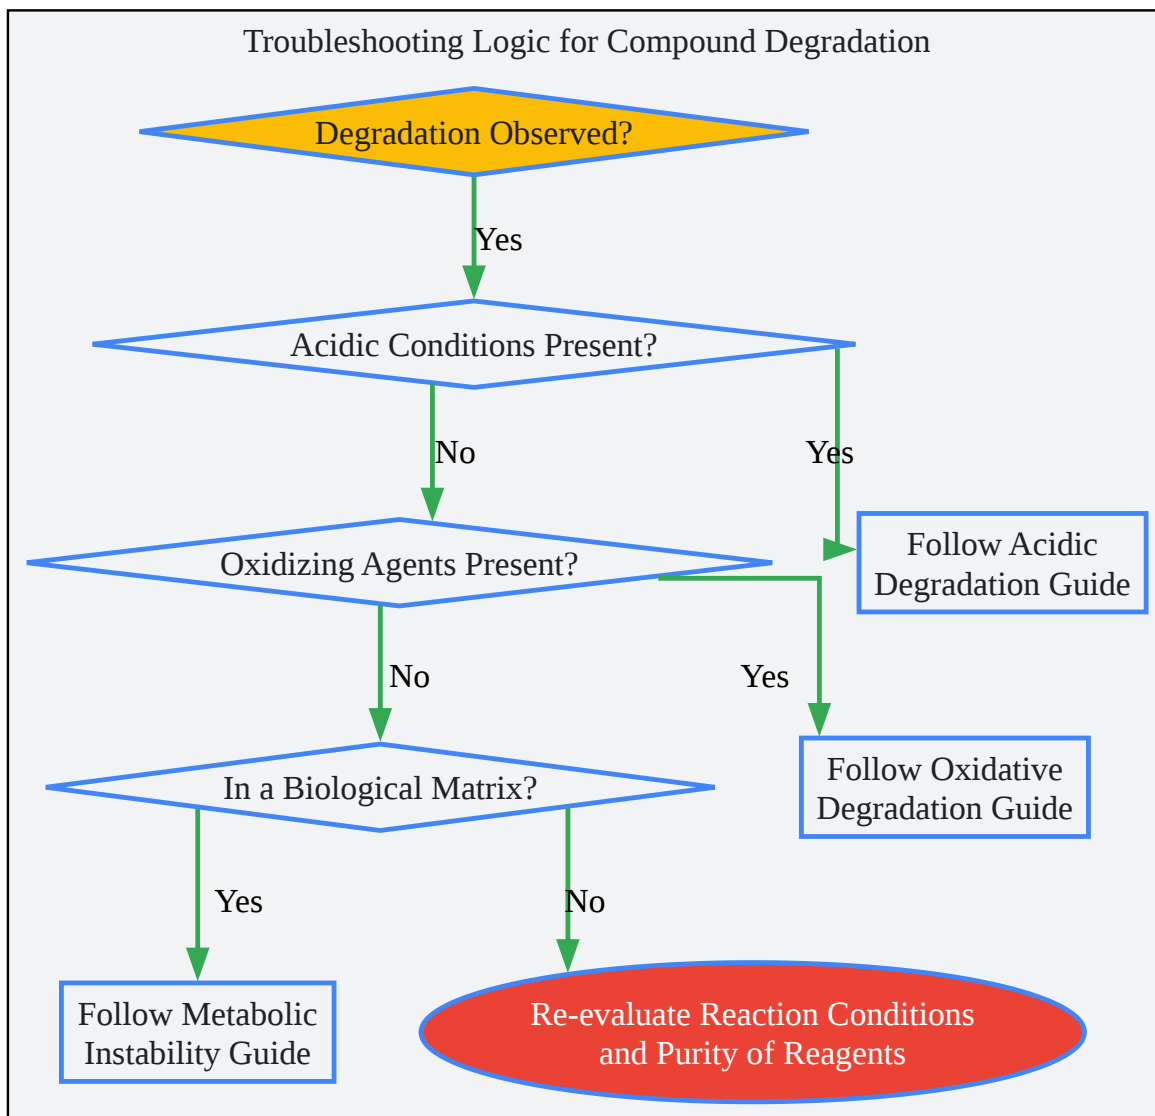 Troubleshooting Logic for Compound Degradation
Degradation Observed?
Yes
Acidic Conditions Present?
No
Yes
Follow Acidic
Degradation Guide
Oxidizing Agents Present?
No
Yes
Follow Oxidative
Degradation Guide
In a Biological Matrix?
Yes
No
Follow Metabolic
Instability Guide
Re-evaluate Reaction Conditions
and Purity of Reagents